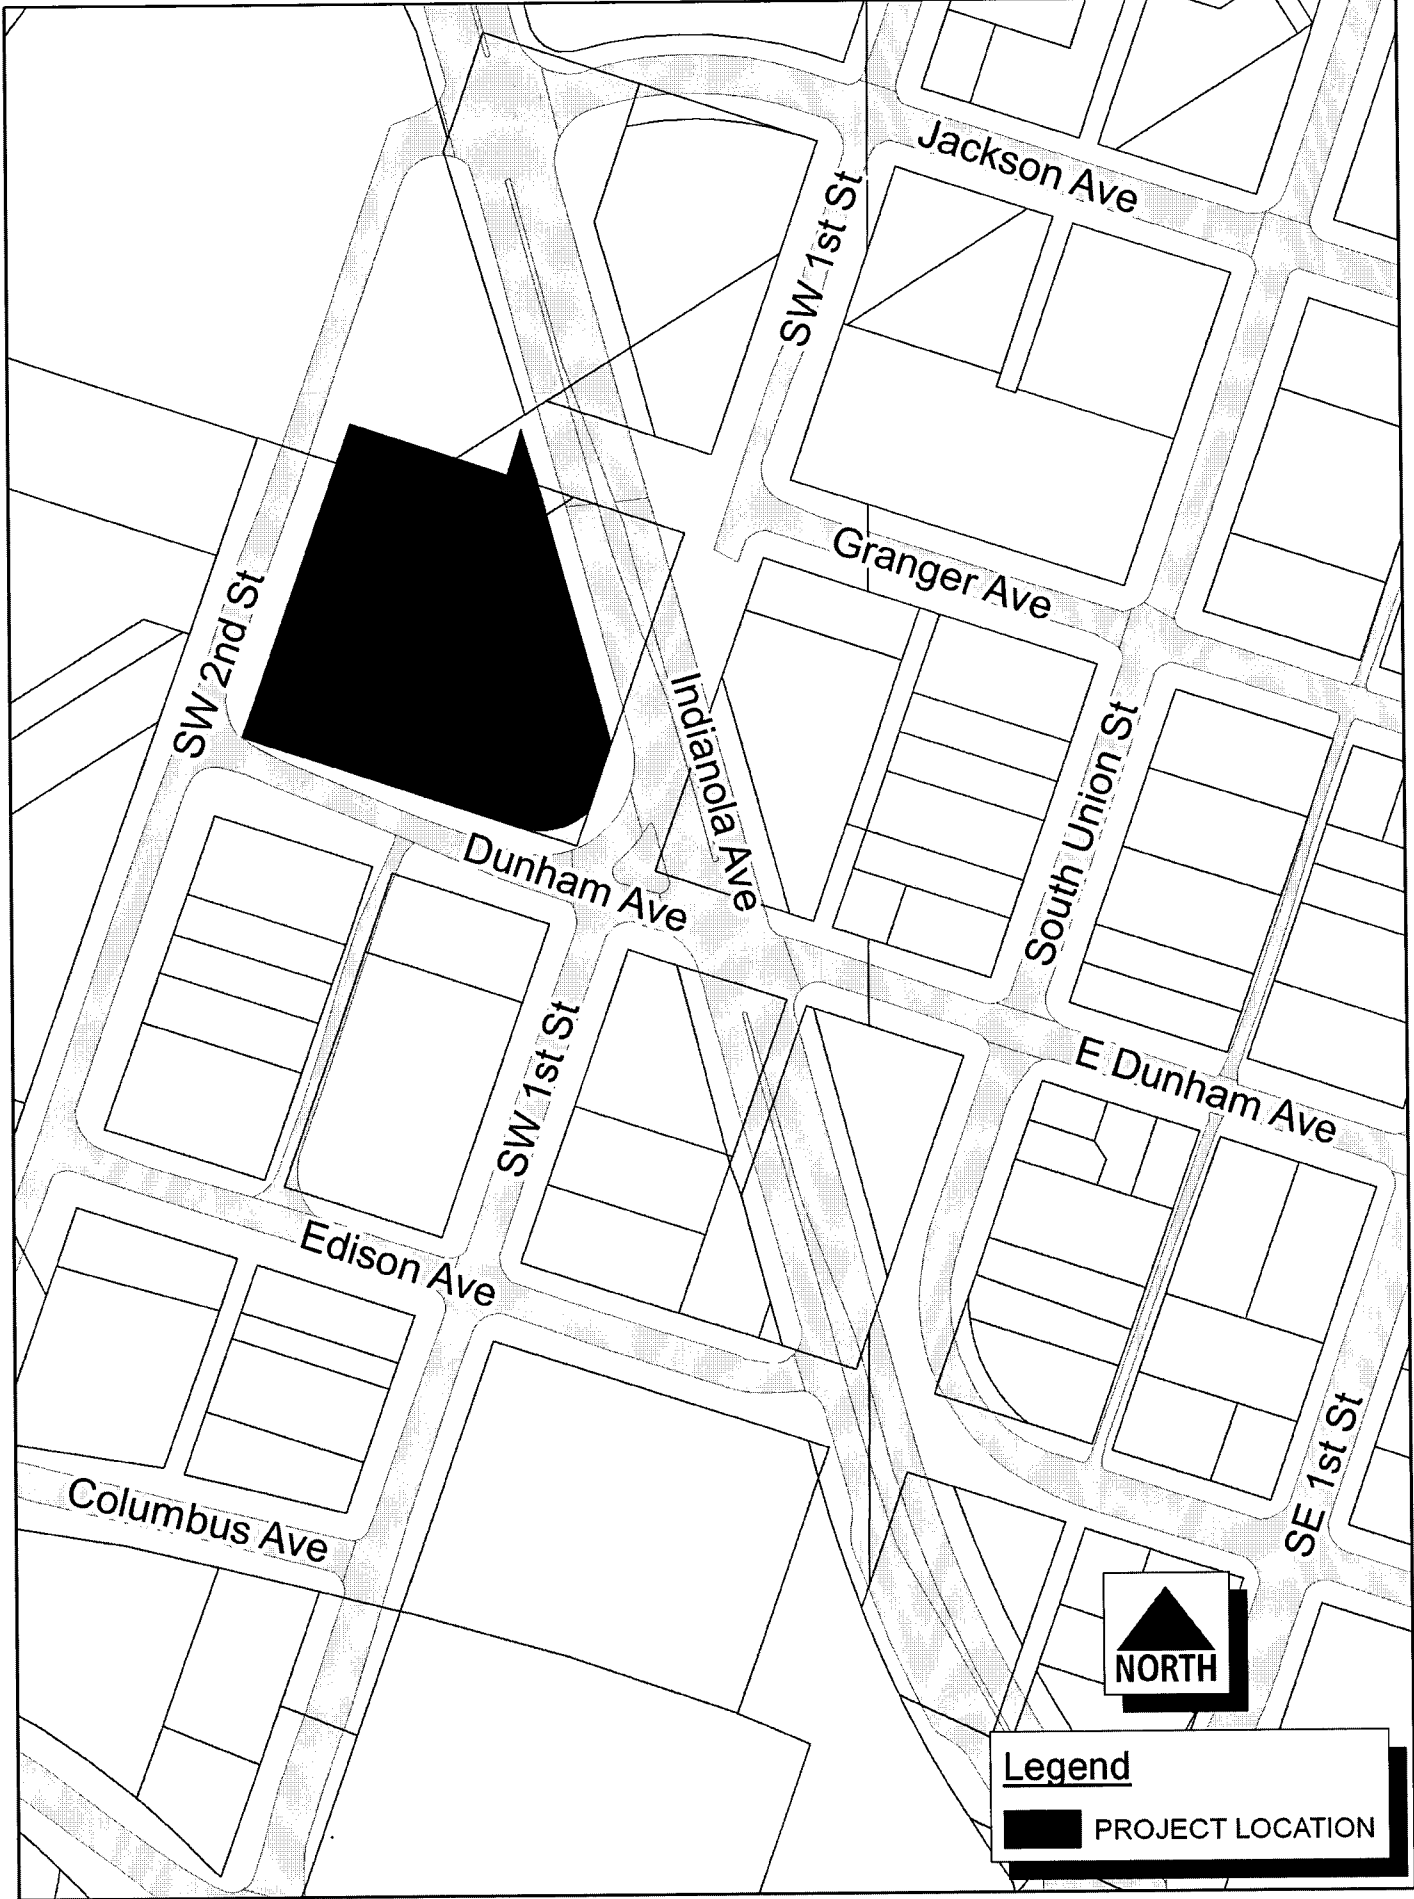 Jackson Ave
SW 1st St
Granger Ave
SW 2nd St
Indianola Ave
South Union St
Dunham Ave
E Dunham Ave
SW 1st St
Edison Ave
SE 1st St
Columbus Ave
NORTH
Legend
PROJECT LOCATION